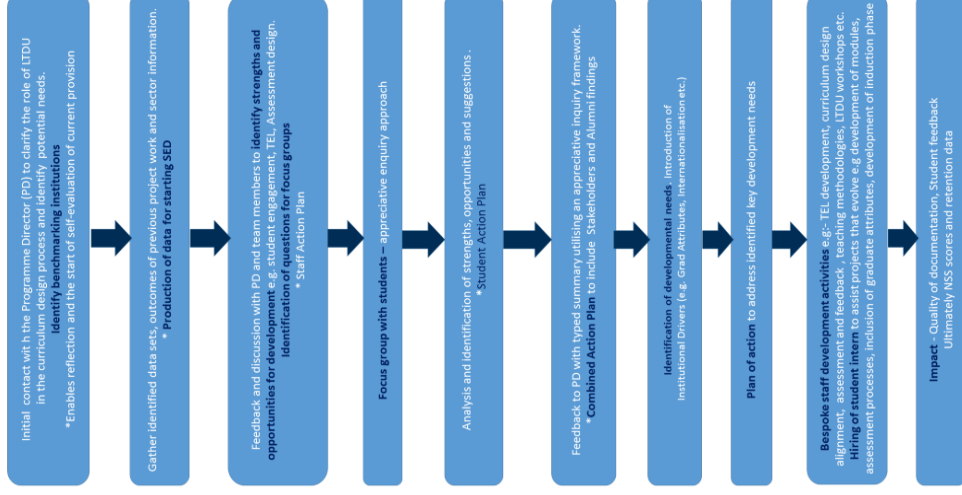 Initial contact with the Programme Director (PD) to clarify the role of LTDU
in the curriculum design process and identify potential needs.
Identify benchmarking institutions
*Enables reflection and the start of self-evaluation of current provision
Gather identified data sets, outcomes of previous project work and sector information.
* Production of data for starting SED
Feedback and discussion with PD and team members to identify strengths and
opportunities for development e.g. student engagement, TEL, Assessment design.
Identification of questions for focus groups
* Staff Action Plan
Focus group with students – appreciative enquiry approach
Analysis and identification of strengths, opportunities and suggestions .
*Student Action Plan
Feedback to PD with typed summary utilising an appreciative inquiry framework.
*Combined Action Plan to include Stakeholders and Alumni findings
Identification of developmental needs. Introduction of
Institutional Drivers (e.g. Grad Attributes, Internationalisation etc.)
Plan of action to address identified key development needs
Bespoke staff development activities e.g:- TEL development, curriculum design
alignment, assessment and feedback , teaching methodologies, LTDU workshops etc.
Hiring of student intern to assist projects that evolve e.g development of modules,
assessment processes, inclusion of graduate attributes, development of induction phase
Impact - Quality of documentation, Student feedback
Ultimately NSS scores and retention data